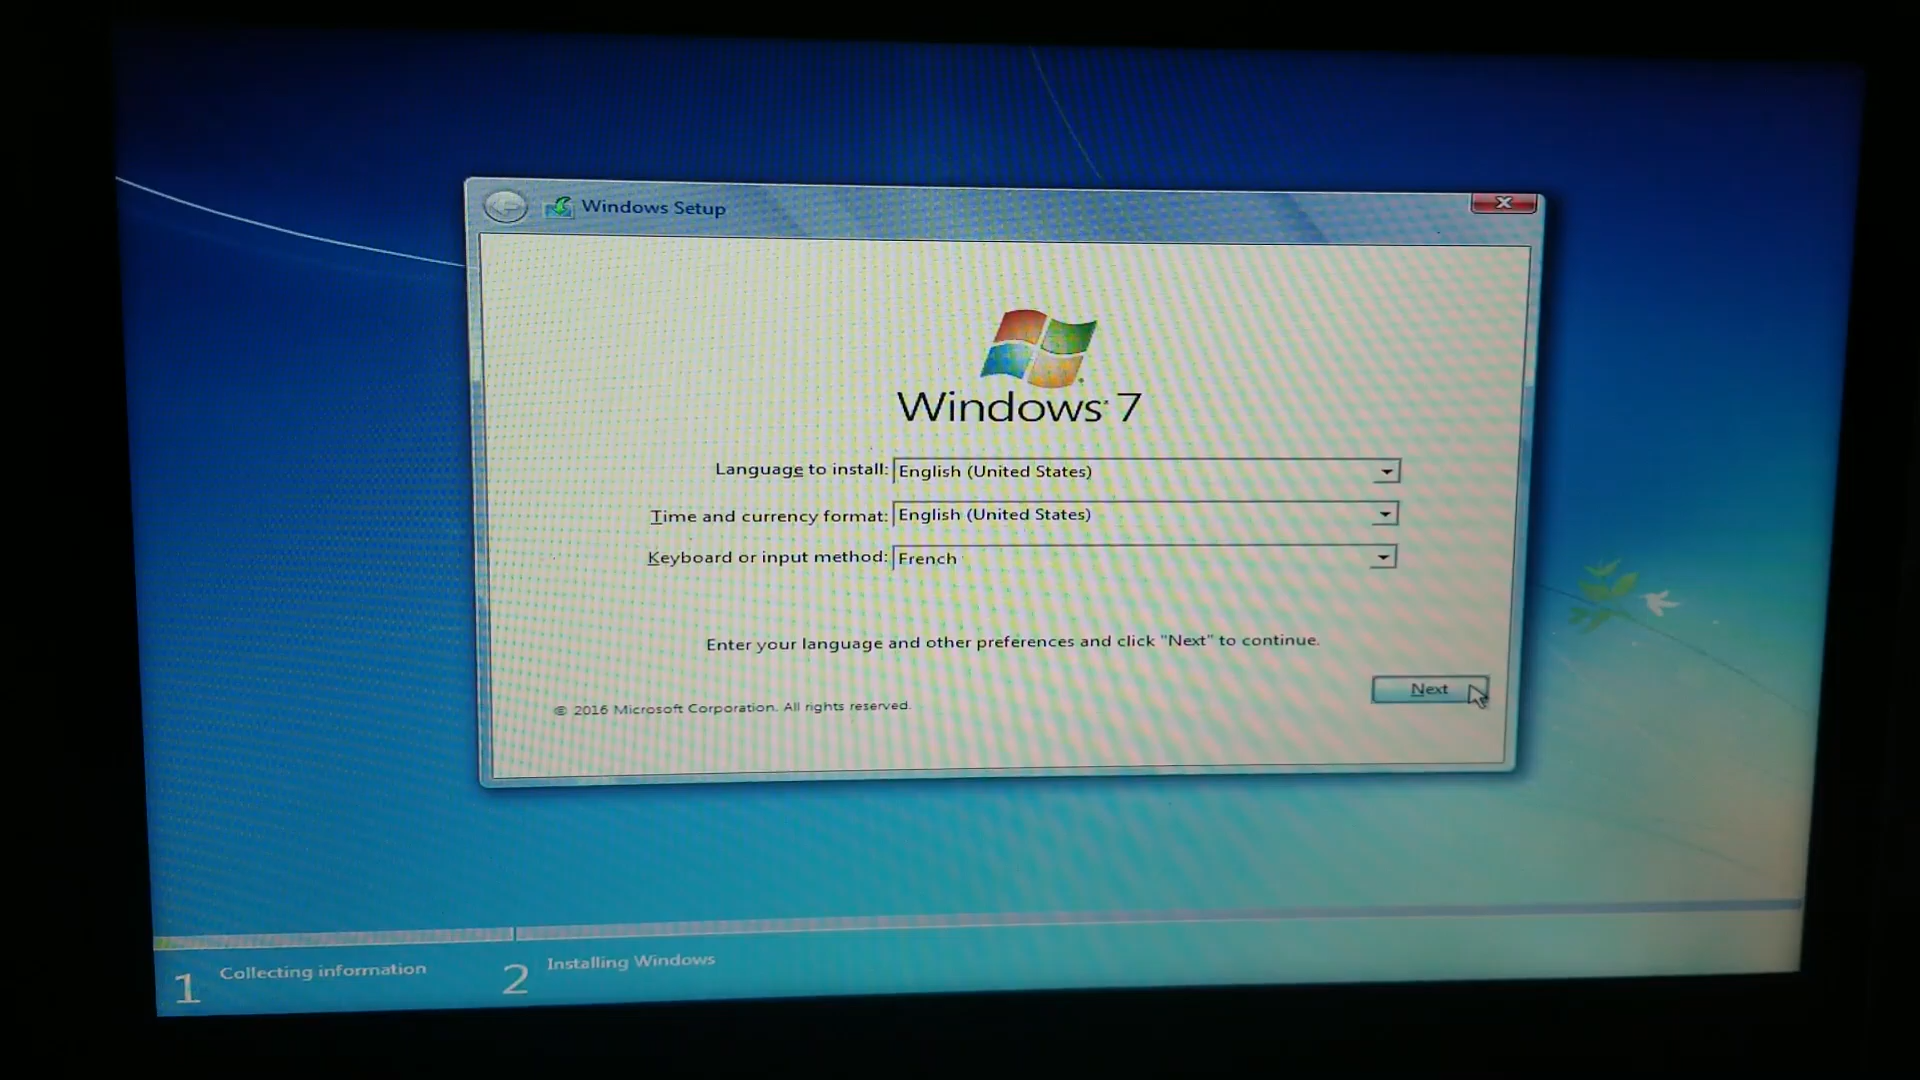 Windows Setup
Windows 7
Language to install: English (United States)
Time and currency format: English (United States)
Keyboard or input method: French
Enter your language and other preferences and click "Next" to continue.
Next
© 2016 Microsoft Corporation. All rights reserved.
1 Collecting information
2 Installing Windows